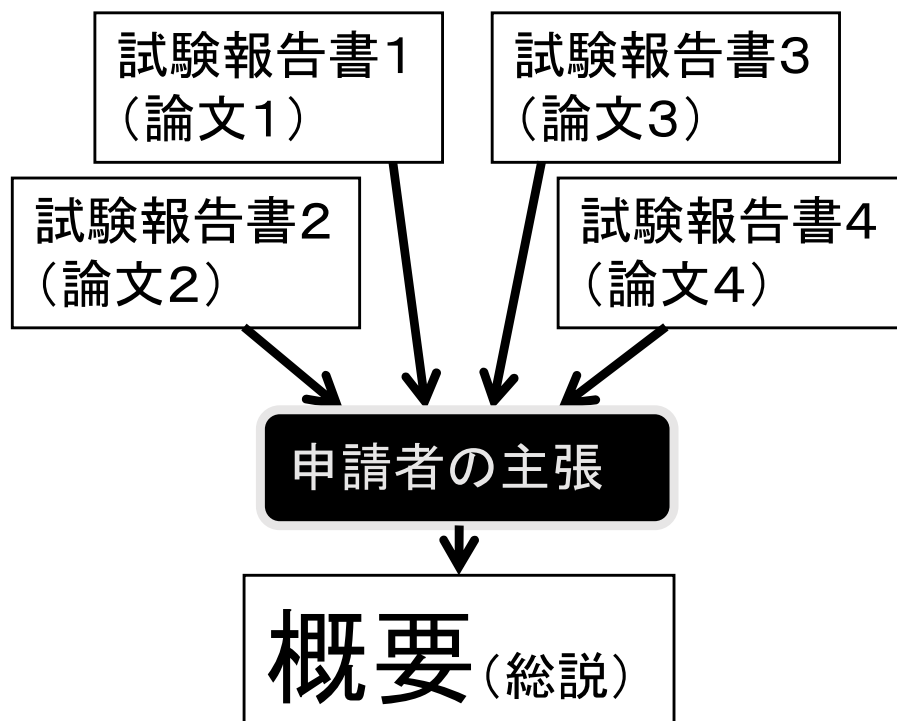 試験報告書1
（論文1）
試験報告書3
（論文3）
試験報告書2
（論文2）
試験報告書4
（論文4）
申請者の主張
概要（総説）